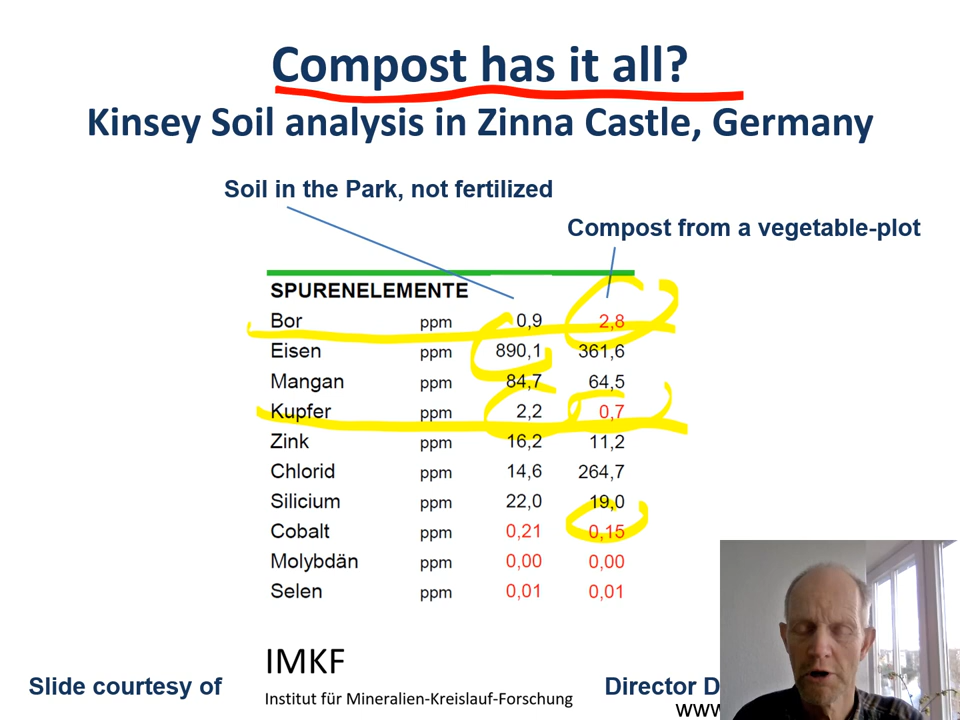 Compost has it all?
Kinsey Soil analysis in Zinna Castle, Germany
Soil in the Park, not fertilized
Compost from a vegetable-plot
SPURENELEMENTE
Bor ppm 0,9 2,8
Eisen ppm 890,1 361,6
Mangan ppm 84,7 64,5
Kupfer ppm 2,2 0,7
Zink ppm 16,2 11,2
Chlorid ppm 14,6 264,7
Silicium ppm 22,0 19,0
Cobalt ppm 0,21 0,15
Molybdän ppm 0,00 0,00
Selen ppm 0,01 0,01
IMKF
Slide courtesy of Director D
Institut für Mineralien-Kreislauf-Forschung
www